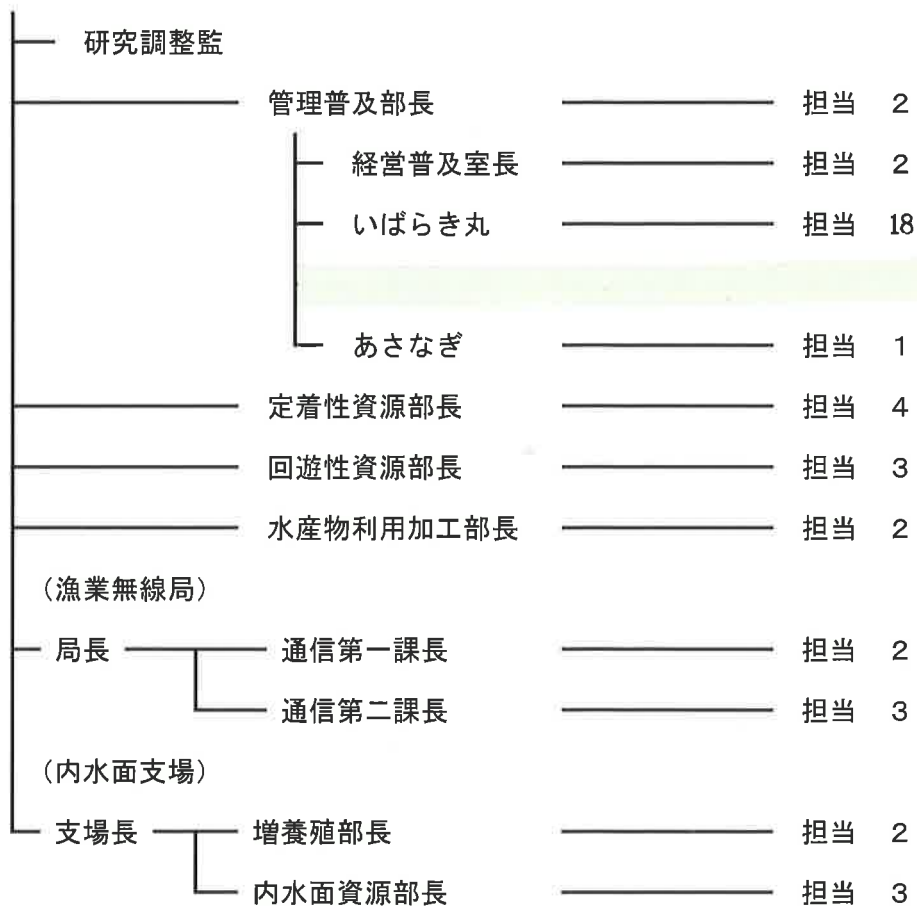 研究調整監
管理普及部長 担当 2
経営普及室長 担当 2
いばらき丸 担当 18
あさなぎ 担当 1
定着性資源部長 担当 4
回遊性資源部長 担当 3
水産物利用加工部長 担当 2
（漁業無線局）
局長 通信第一課長 担当 2
通信第二課長 担当 3
（内水面支場）
支場長 増養殖部長 担当 2
内水面資源部長 担当 3